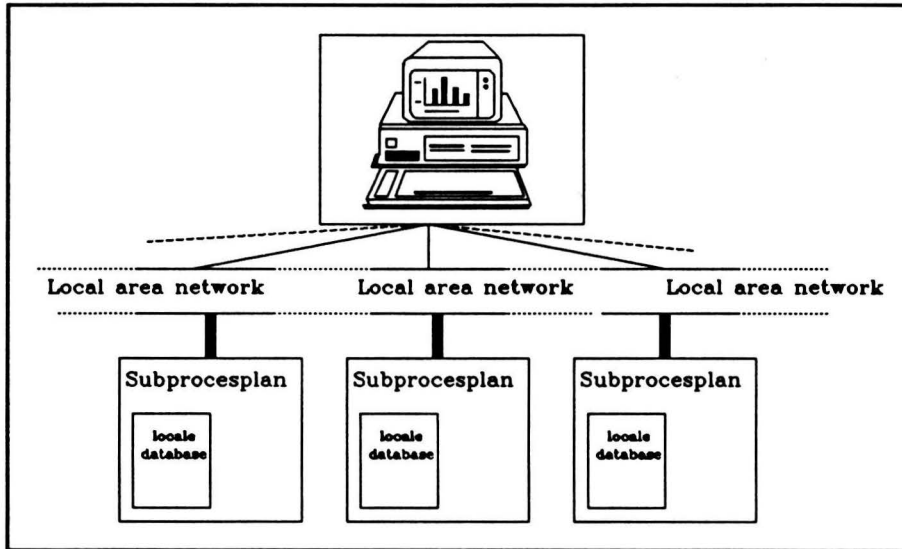 Local area network Local area network Local area network
Subprocesplan Subprocesplan Subprocesplan
locale locale locale
database database database